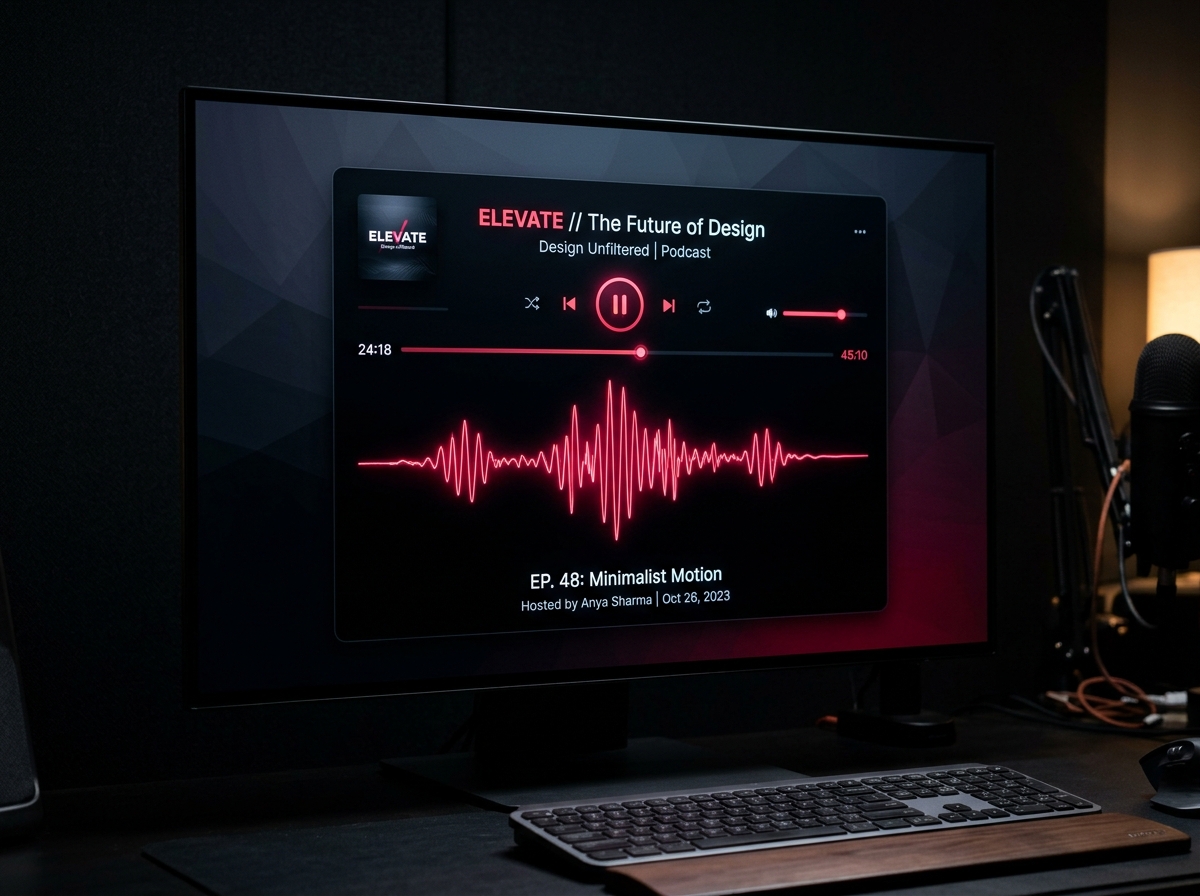 ELEVATE
ELEVATE // The Future of Design
Design Unfiltered | Podcast
24:18
45:10
EP. 48: Minimalist Motion
Hosted by Anya Sharma | Oct 26, 2023